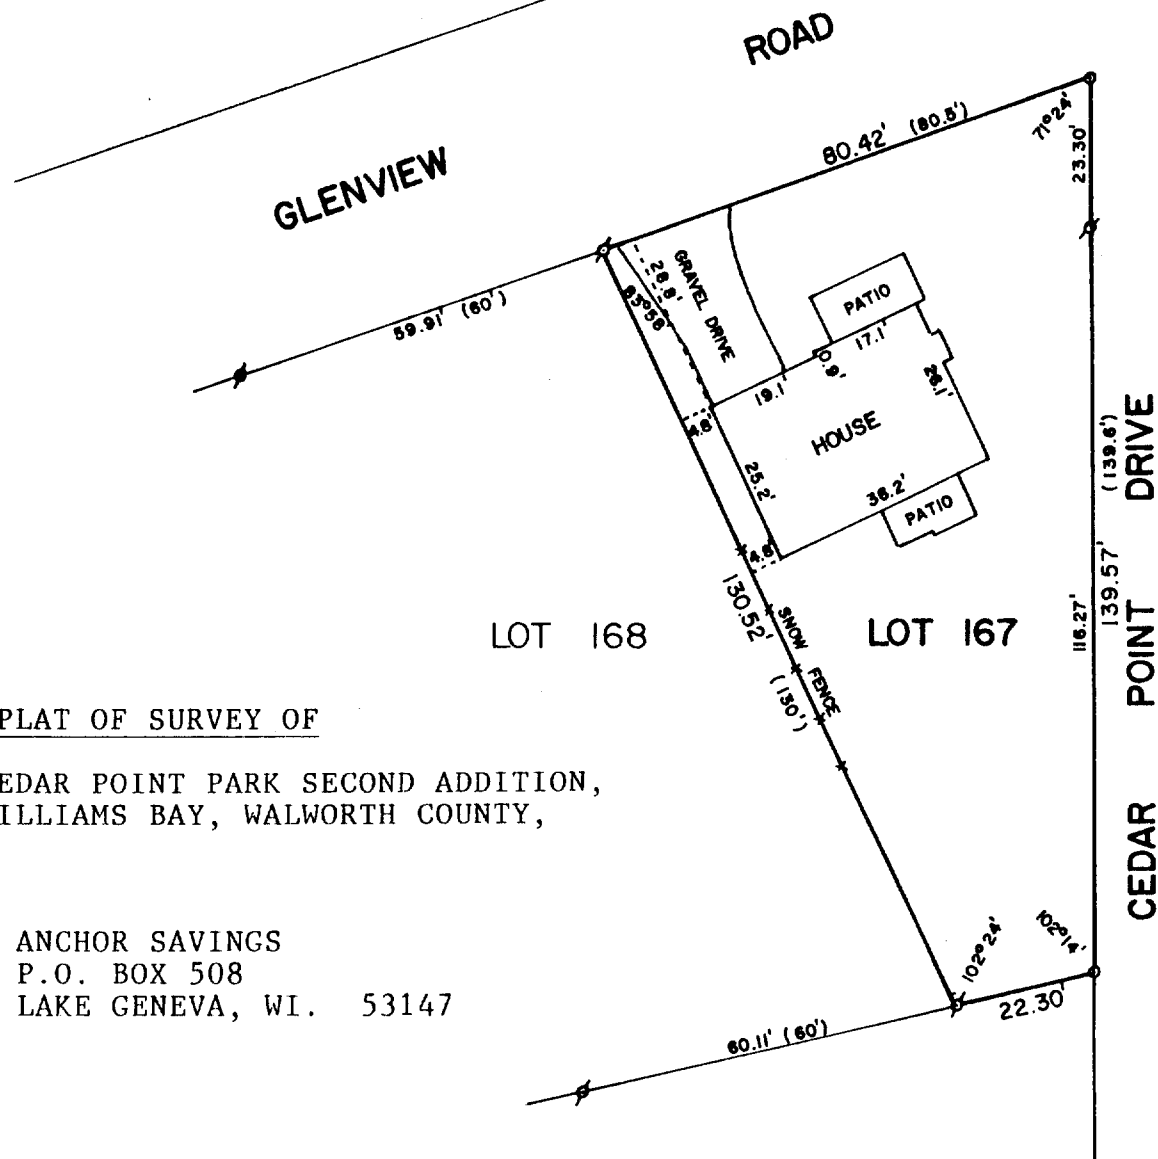 ROAD
GLENVIEW
80.42' (80.5')
71°24'
23.30'
59.91' (60')
83°58'
28.8'
GRAVEL DRIVE
PATIO
17.1'
0.9'
19.1'
26.1'
HOUSE
4.8'
25.2'
36.2'
PATIO
4.8'
130.52'
(130')
SNOW FENCE
LOT 168
LOT 167
116.27'
139.57' (139.6')
CEDAR POINT DRIVE
PLAT OF SURVEY OF
EDAR POINT PARK SECOND ADDITION,
ILLIAMS BAY, WALWORTH COUNTY,
ANCHOR SAVINGS
P.O. BOX 508
LAKE GENEVA, WI. 53147
102°24'
102°14'
22.30'
60.11' (60')